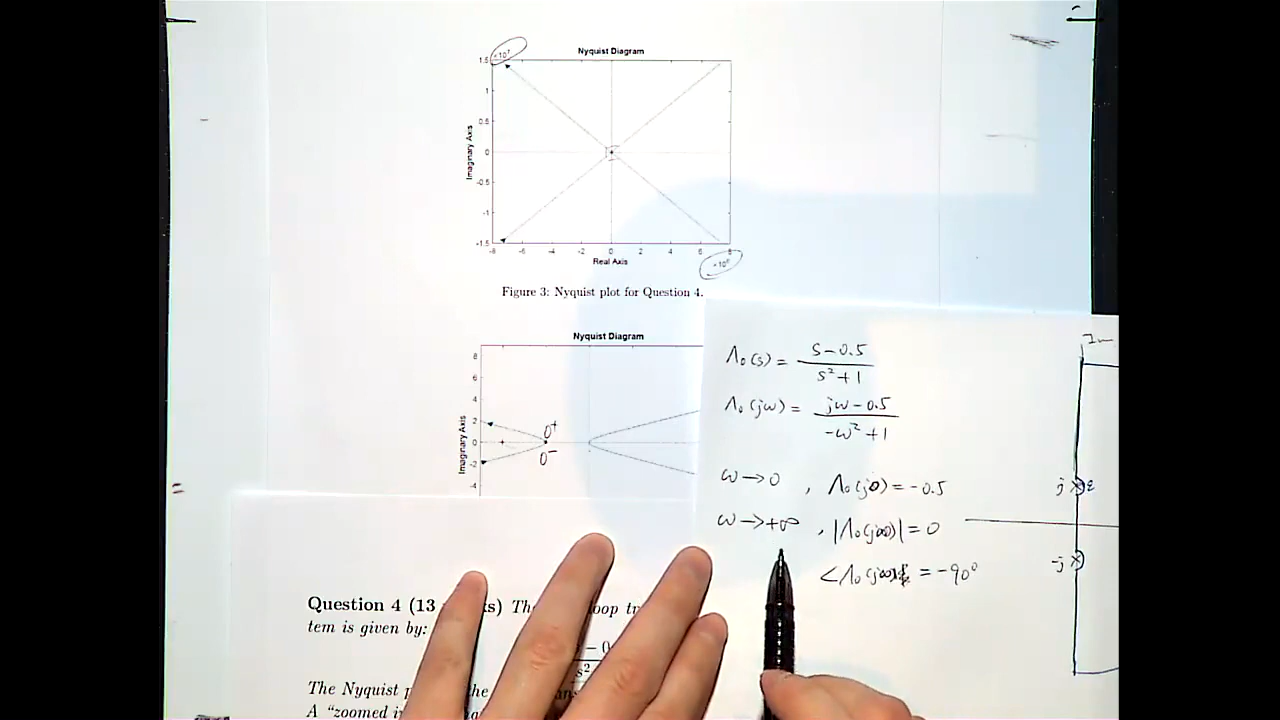 ×10⁷
Nyquist Diagram
1.5
1
0.5
0
-0.5
-1
-1.5
Imaginary Axis
-8 -6 -4 -2 0 2 4 6 8
Real Axis
Figure 3: Nyquist plot for Question 4.
Nyquist Diagram
8
6
4
2
0
-2
-4
Imaginary Axis
0⁺
0⁻
Λ₀(s) = (s-0.5)/(s²+1)
Λ₀(jω) = (jω-0.5)/(-ω²+1)
ω→0 , Λ₀(j0) = -0.5
ω→+∞ , |Λ₀(j∞)| = 0
∠Λ₀(j∞) = -90°
Im
j
ε
-j
Question 4 (13
tem is given by:
The Nyquist
A "zoomed